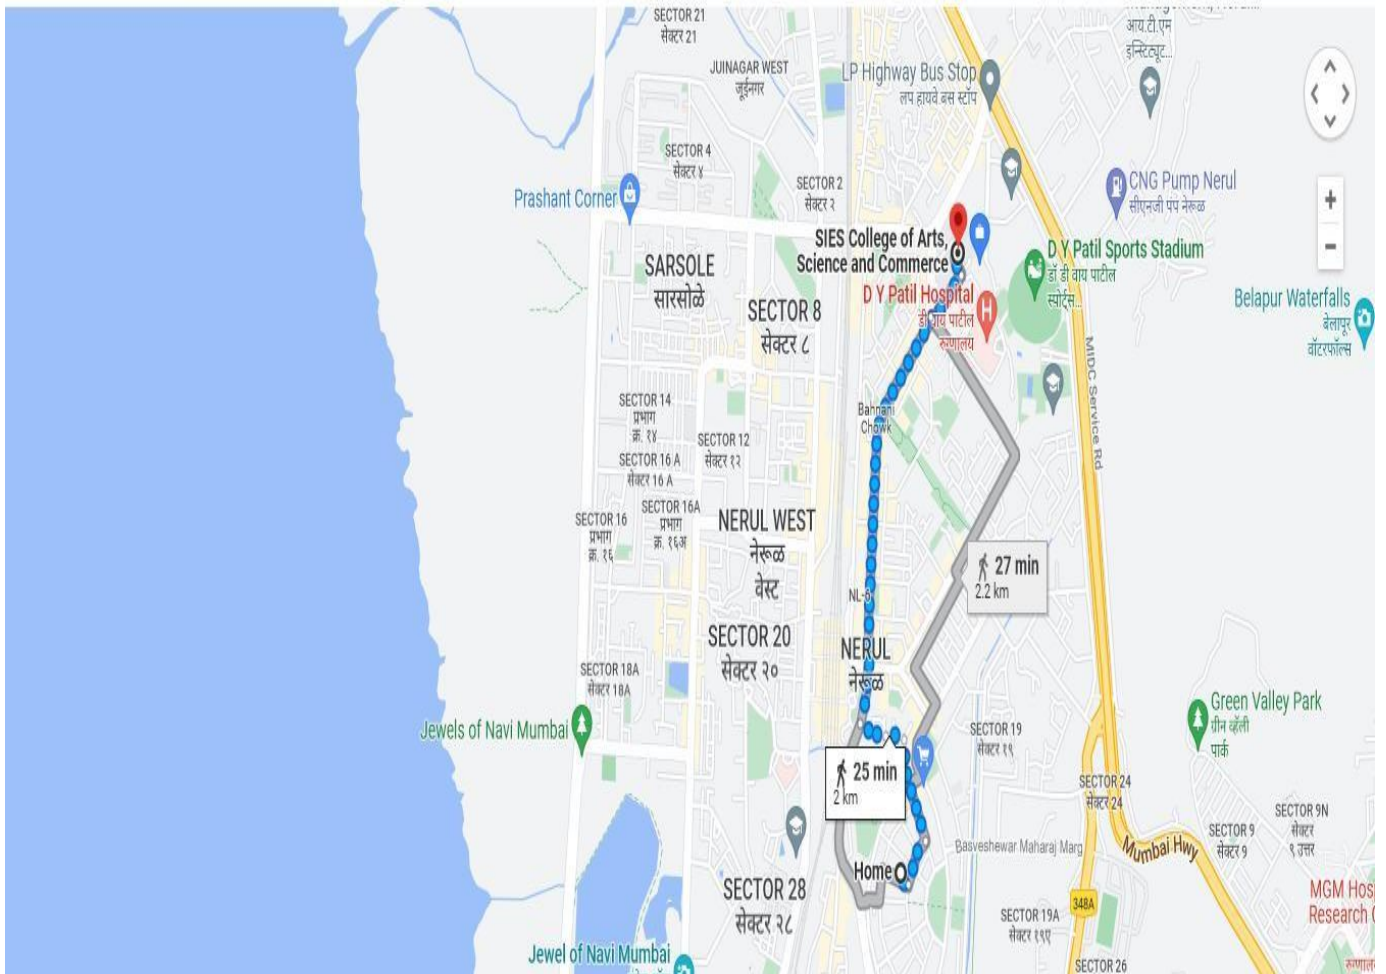 SECTOR 21
सेक्टर 21
आय.टी.एम
इन्स्टिट्यूट...
JUINAGAR WEST
जूईनगर
LP Highway Bus Stop
लप हायवे बस स्टॉप
SECTOR 4
सेक्टर ४
SECTOR 2
सेक्टर २
CNG Pump Nerul
सीएनजी पंप नेरूळ
Prashant Corner
SIES College of Arts,
Science and Commerce
D Y Patil Sports Stadium
डॉ डी वाय पाटील
स्पोर्ट्स...
SARSOLE
सारसोळे
D Y Patil Hospital
डी वाय पाटील
रुग्णालय
H
Belapur Waterfalls
बेलापूर
वॉटरफॉल्स
SECTOR 8
सेक्टर ८
MIDC Service Rd
SECTOR 14
प्रभाग
क्र. १४
Bahnani
Chowk
SECTOR 12
सेक्टर १२
SECTOR 16 A
सेक्टर 16 A
SECTOR 16A
प्रभाग
क्र. १६अ
SECTOR 16
प्रभाग
क्र. १६
NERUL WEST
नेरूळ
वेस्ट
27 min
2.2 km
NL-6
SECTOR 20
सेक्टर २०
NERUL
नेरूळ
SECTOR 18A
सेक्टर 18A
Jewels of Navi Mumbai
SECTOR 19
सेक्टर १९
Green Valley Park
ग्रीन व्हॅली
पार्क
25 min
2 km
SECTOR 24
सेक्टर 24
SECTOR 9N
सेक्टर
९ उत्तर
SECTOR 9
सेक्टर 9
Basveshewar Maharaj Marg
Mumbai Hwy
Home
SECTOR 28
सेक्टर २८
348A
MGM Hosp
Research C
SECTOR 19A
सेक्टर १९ए
Jewel of Navi Mumbai
SECTOR 26